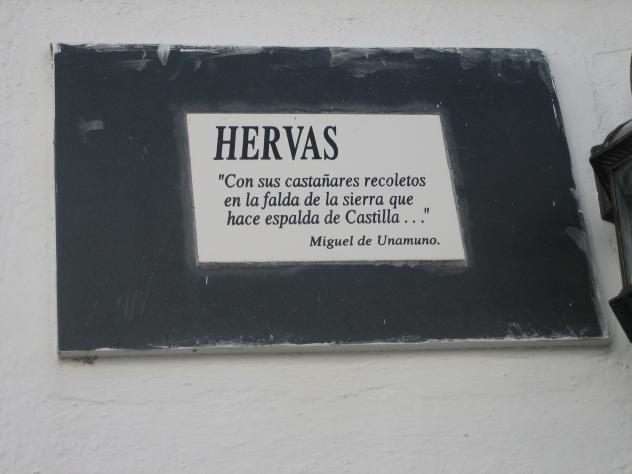 HERVAS
"Con sus castañares recoletos
en la falda de la sierra que
hace espalda de Castilla . . ."
Miguel de Unamuno.